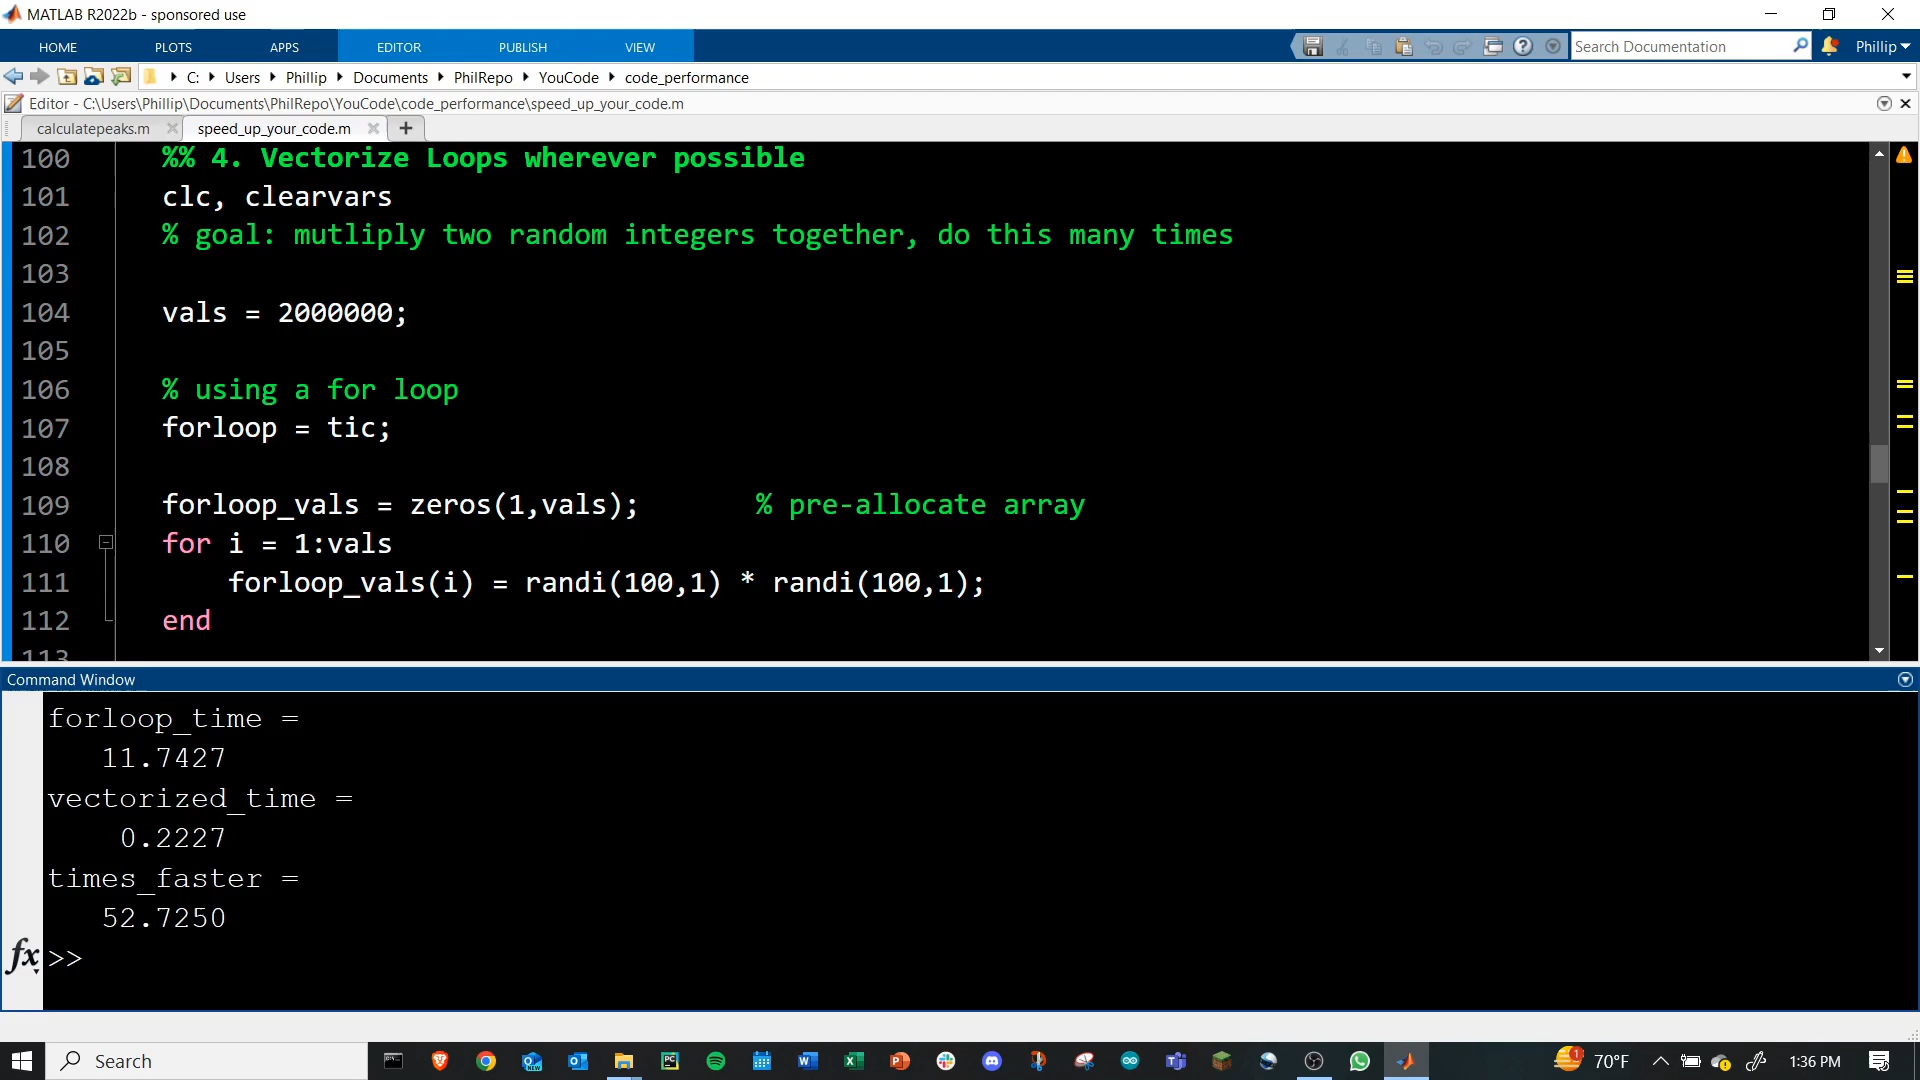 MATLAB R2022b - sponsored use
HOME PLOTS APPS EDITOR PUBLISH VIEW Search Documentation Phillip
C: Users Phillip Documents PhilRepo YouCode code_performance
Editor - C:\Users\Phillip\Documents\PhilRepo\YouCode\code_performance\speed_up_your_code.m
calculatepeaks.m speed_up_your_code.m
100 %% 4. Vectorize Loops wherever possible
101 clc, clearvars
102 % goal: mutliply two random integers together, do this many times
103
104 vals = 2000000;
105
106 % using a for loop
107 forloop = tic;
108
109 forloop_vals = zeros(1,vals); % pre-allocate array
110 for i = 1:vals
111 forloop_vals(i) = randi(100,1) * randi(100,1);
112 end
113
Command Window
forloop_time =
11.7427
vectorized_time =
0.2227
times_faster =
52.7250
fx >>
Search 1 70°F 1:36 PM